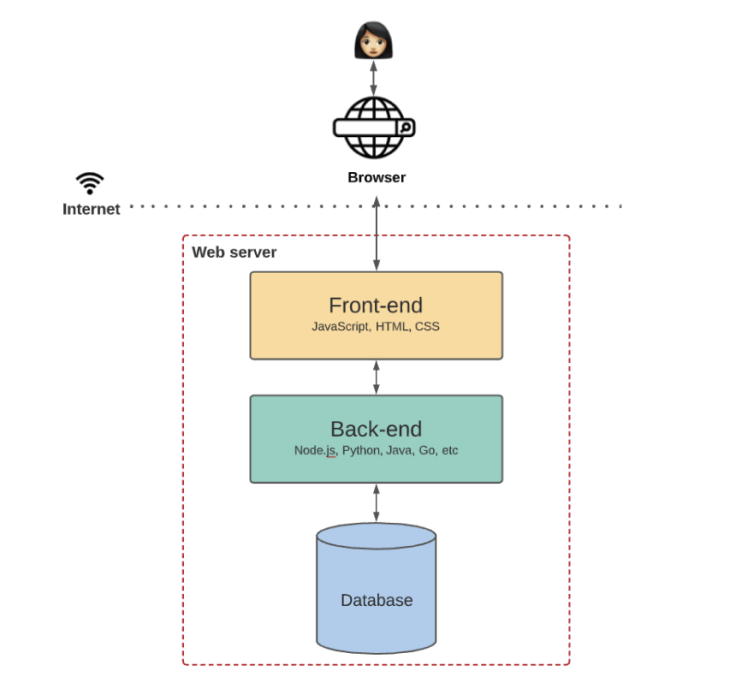 Browser
Internet
Web server
Front-end
JavaScript, HTML, CSS
Back-end
Node.js, Python, Java, Go, etc
Database